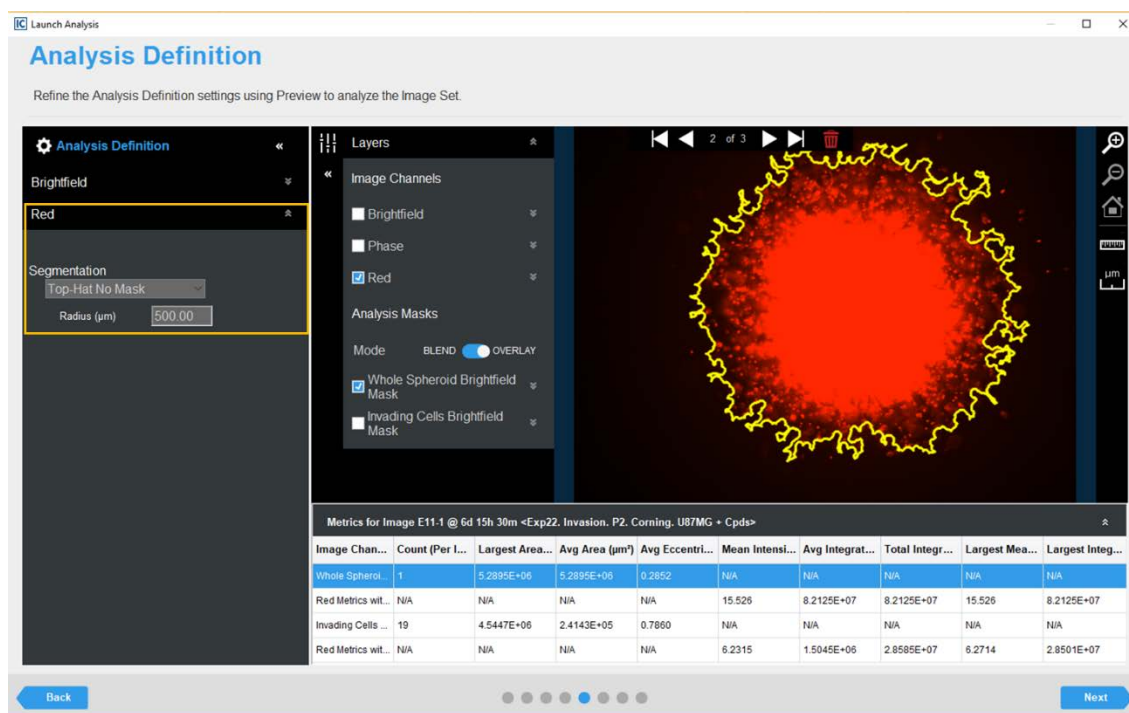 IC Launch Analysis
Analysis Definition
Refine the Analysis Definition settings using Preview to analyze the Image Set.
Analysis Definition
Brightfield
Red
Segmentation
Top-Hat No Mask
Radius (µm) 500.00
Layers
Image Channels
Brightfield
Phase
Red
Analysis Masks
Mode BLEND OVERLAY
Whole Spheroid Brightfield
Mask
Invading Cells Brightfield
Mask
2 of 3
µm
Metrics for Image E11-1 @ 6d 15h 30m <Exp22. Invasion. P2. Corning. U87MG + Cpds>
Image Chan... Count (Per I... Largest Area... Avg Area (µm²) Avg Eccentri... Mean Intensi... Avg Integrat... Total Integr... Largest Mea... Largest Integ...
Whole Spheroi... 1 5.2895E+06 5.2895E+06 0.2852 N/A N/A N/A N/A N/A
Red Metrics wit... N/A N/A N/A N/A 15.526 8.2125E+07 8.2125E+07 15.526 8.2125E+07
Invading Cells ... 19 4.5447E+06 2.4143E+05 0.7860 N/A N/A N/A N/A N/A
Red Metrics wit... N/A N/A N/A N/A 6.2315 1.5045E+06 2.8585E+07 6.2714 2.8501E+07
Back
Next